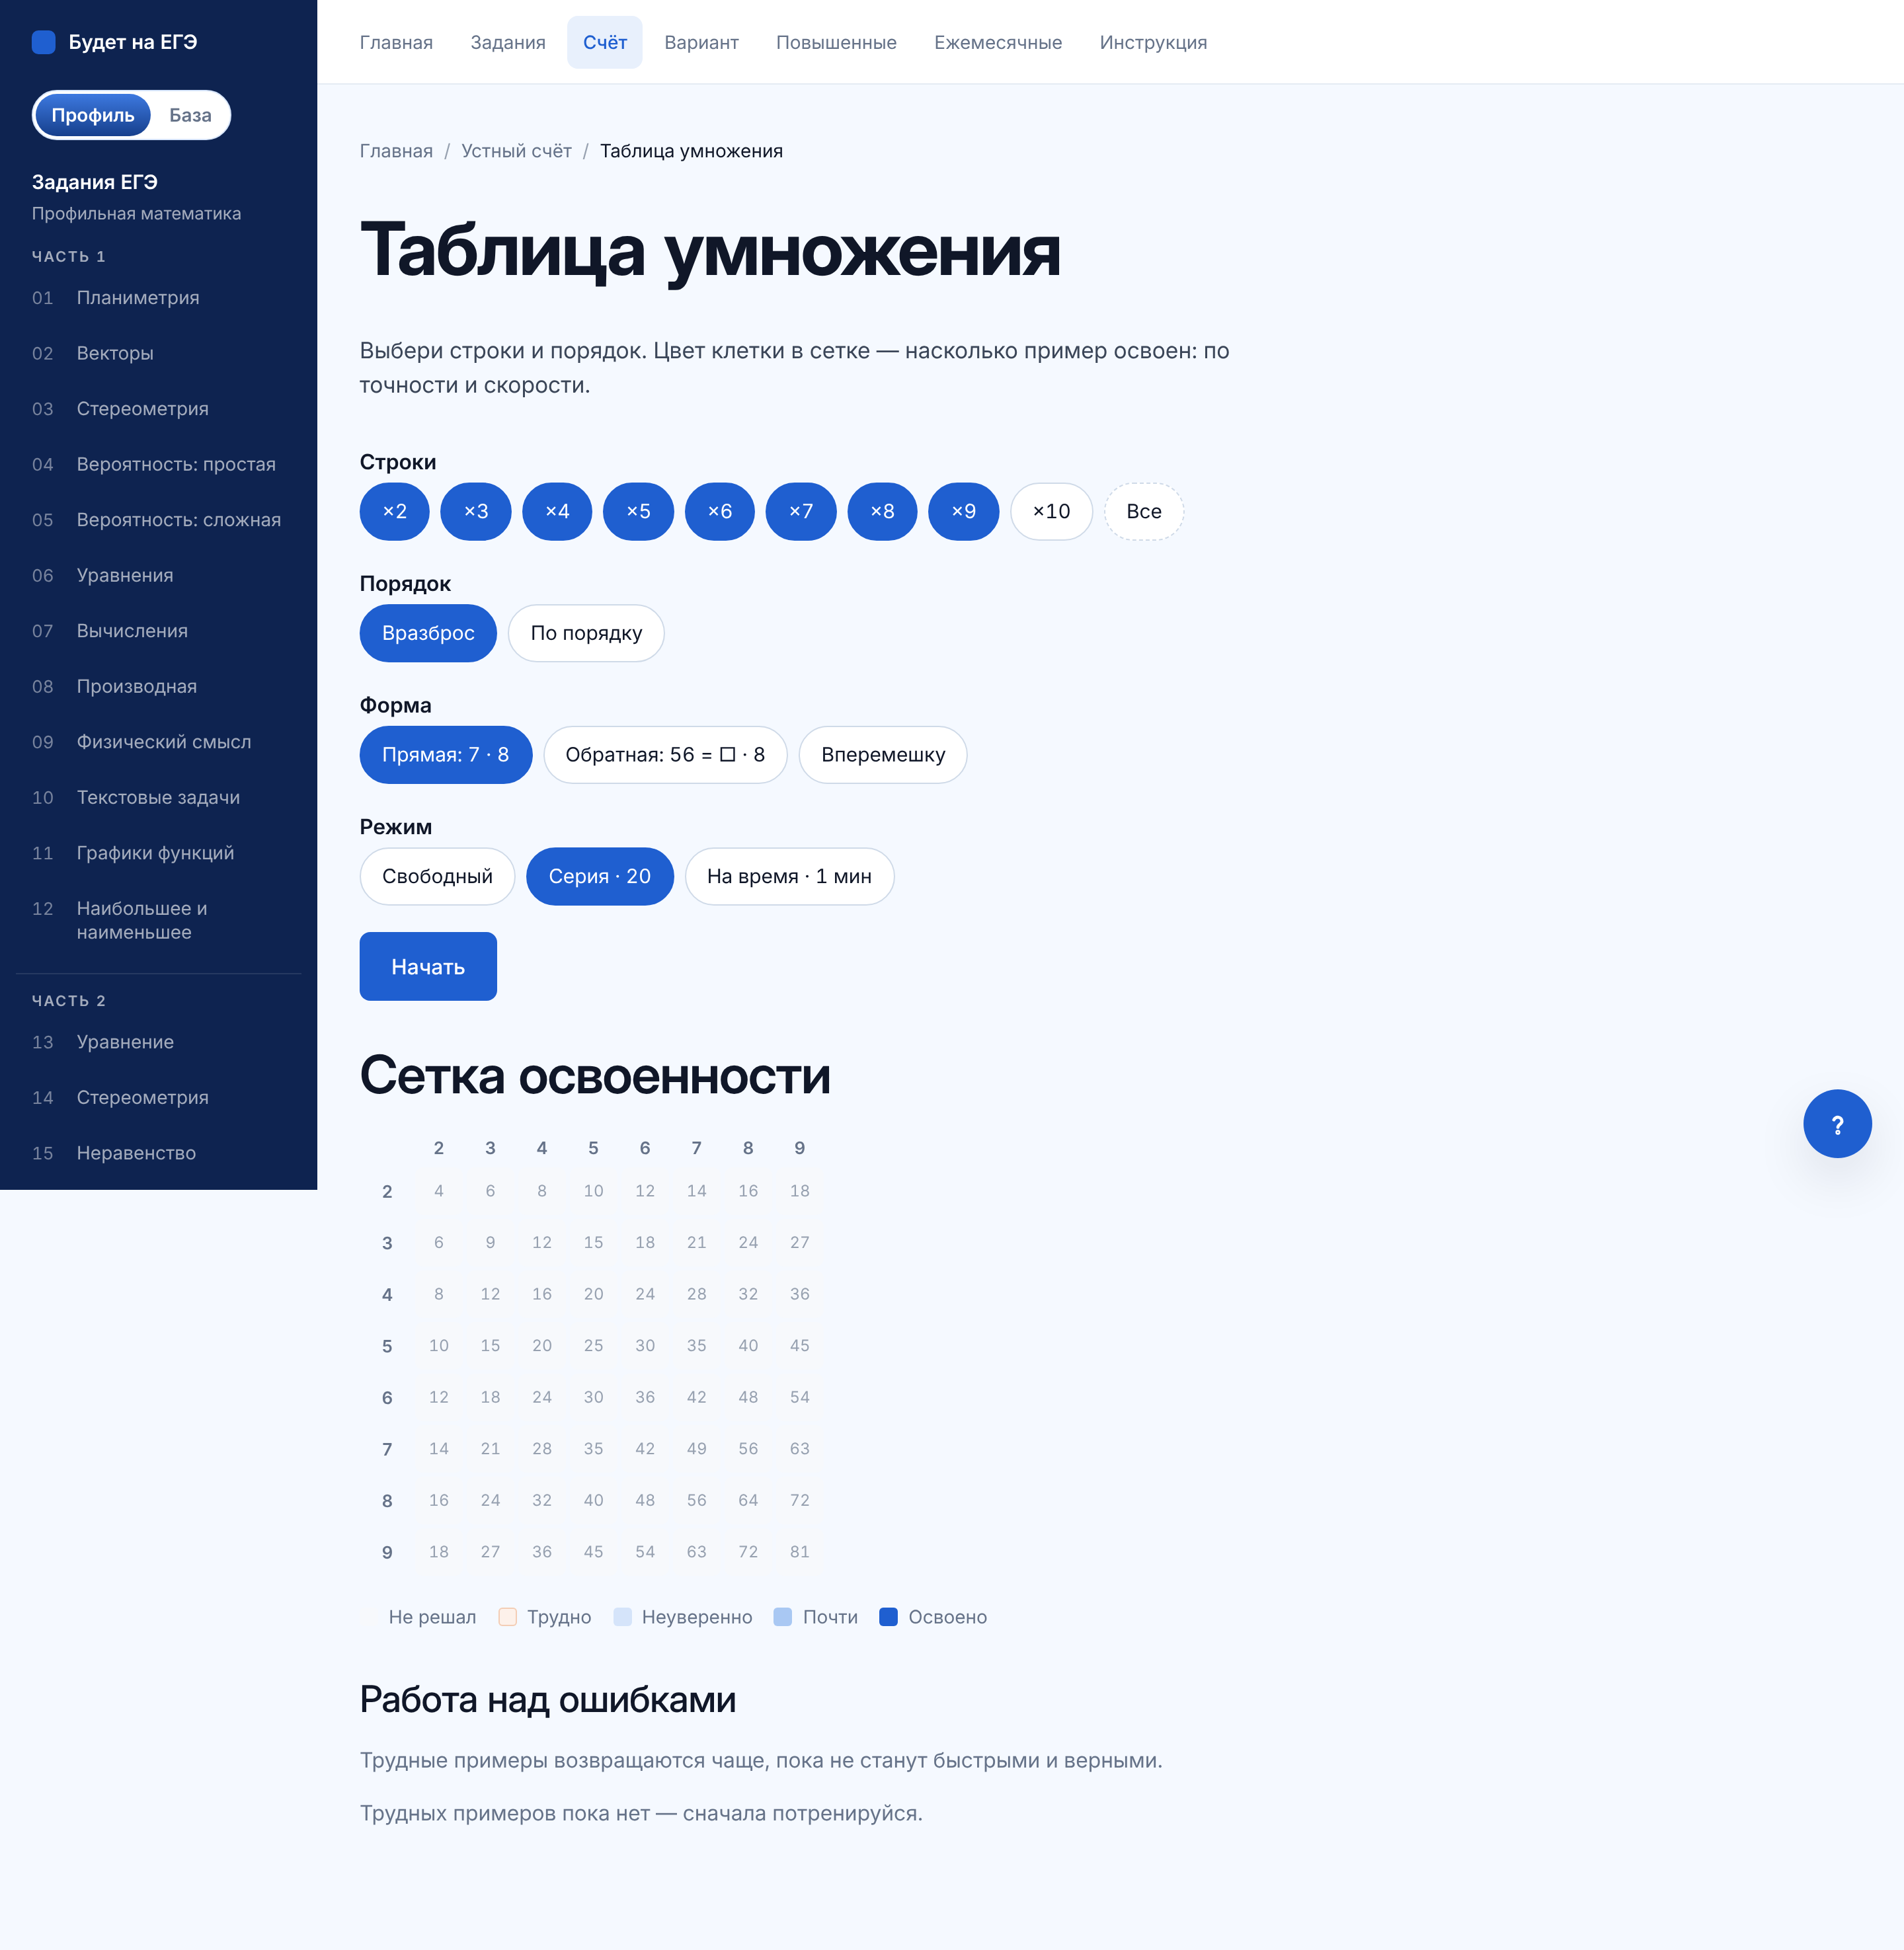 Будет на ЕГЭ
Профиль База
Задания ЕГЭ
Профильная математика
ЧАСТЬ 1
01 Планиметрия
02 Векторы
03 Стереометрия
04 Вероятность: простая
05 Вероятность: сложная
06 Уравнения
07 Вычисления
08 Производная
09 Физический смысл
10 Текстовые задачи
11 Графики функций
12 Наибольшее и
наименьшее
ЧАСТЬ 2
13 Уравнение
14 Стереометрия
15 Неравенство
Главная Задания Счёт Вариант Повышенные Ежемесячные Инструкция
Главная / Устный счёт / Таблица умножения
Таблица умножения
Выбери строки и порядок. Цвет клетки в сетке — насколько пример освоен: по
точности и скорости.
Строки
×2 ×3 ×4 ×5 ×6 ×7 ×8 ×9 ×10 Все
Порядок
Вразброс По порядку
Форма
Прямая: 7 · 8 Обратная: 56 = □ · 8 Вперемешку
Режим
Свободный Серия · 20 На время · 1 мин
Начать
Сетка освоенности
2 3 4 5 6 7 8 9
2 4 6 8 10 12 14 16 18
3 6 9 12 15 18 21 24 27
4 8 12 16 20 24 28 32 36
5 10 15 20 25 30 35 40 45
6 12 18 24 30 36 42 48 54
7 14 21 28 35 42 49 56 63
8 16 24 32 40 48 56 64 72
9 18 27 36 45 54 63 72 81
Не решал Трудно Неуверенно Почти Освоено
Работа над ошибками
Трудные примеры возвращаются чаще, пока не станут быстрыми и верными.
Трудных примеров пока нет — сначала потренируйся.
?